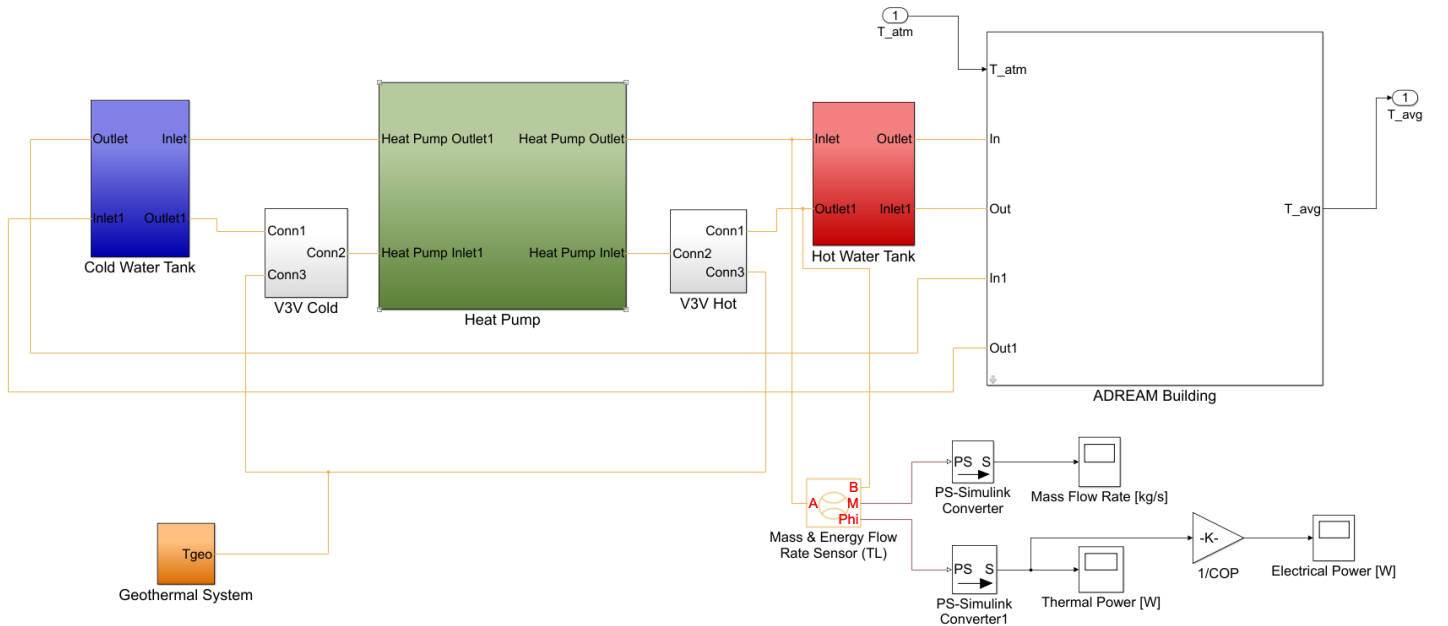 1
T_atm
T_atm
1
T_avg
Outlet
Inlet
Heat Pump Outlet1
Heat Pump Outlet
Inlet
Outlet
In
Inlet1
Outlet1
Outlet1
Inlet1
Out
T_avg
Conn1
Conn2
Conn3
Heat Pump Inlet1
Heat Pump Inlet
Conn1
Conn2
Conn3
Cold Water Tank
Hot Water Tank
V3V Cold
V3V Hot
Heat Pump
In1
Out1
ADREAM Building
B
A
M
Phi
Mass & Energy Flow
Rate Sensor (TL)
PS S
PS-Simulink
Converter
Mass Flow Rate [kg/s]
Tgeo
Geothermal System
PS S
PS-Simulink
Converter1
Thermal Power [W]
-K-
1/COP
Electrical Power [W]